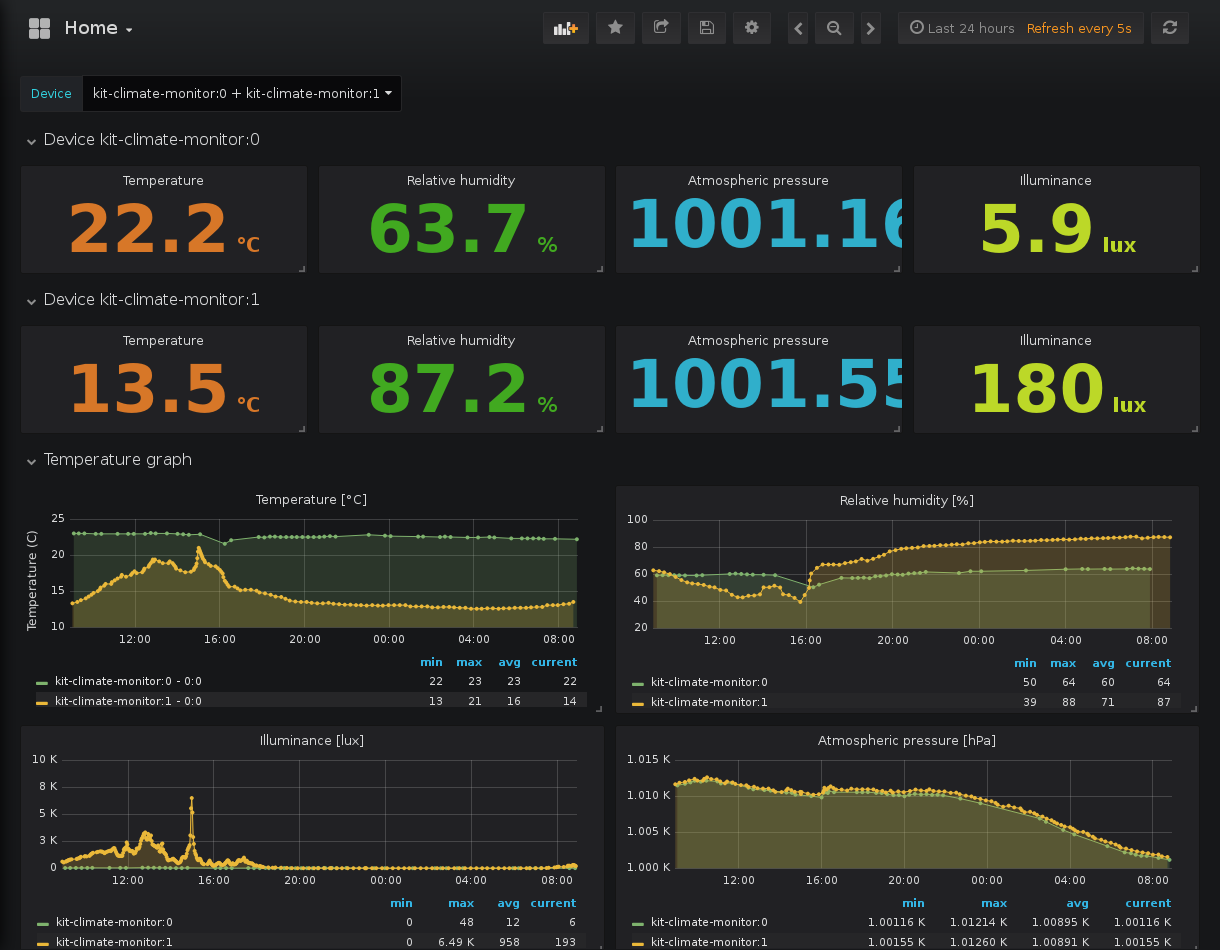 Home
Last 24 hours Refresh every 5s
Device kit-climate-monitor:0 + kit-climate-monitor:1
Device kit-climate-monitor:0
Temperature Relative humidity Atmospheric pressure Illuminance
22.2 °C 63.7 % 1001.16 5.9 lux
Device kit-climate-monitor:1
Temperature Relative humidity Atmospheric pressure Illuminance
13.5 °C 87.2 % 1001.55 180 lux
Temperature graph
Temperature [°C]
Temperature (C)
25
20
15
10
12:00 16:00 20:00 00:00 04:00 08:00
min max avg current
kit-climate-monitor:0 - 0:0 22 23 23 22
kit-climate-monitor:1 - 0:0 13 21 16 14
Relative humidity [%]
100
80
60
40
20
12:00 16:00 20:00 00:00 04:00 08:00
min max avg current
kit-climate-monitor:0 50 64 60 64
kit-climate-monitor:1 39 88 71 87
Illuminance [lux]
10 K
8 K
5 K
3 K
0
12:00 16:00 20:00 00:00 04:00 08:00
min max avg current
kit-climate-monitor:0 0 48 12 6
kit-climate-monitor:1 0 6.49 K 958 193
Atmospheric pressure [hPa]
1.015 K
1.010 K
1.005 K
1.000 K
12:00 16:00 20:00 00:00 04:00 08:00
min max avg current
kit-climate-monitor:0 1.00116 K 1.01214 K 1.00895 K 1.00116 K
kit-climate-monitor:1 1.00155 K 1.01260 K 1.00891 K 1.00155 K